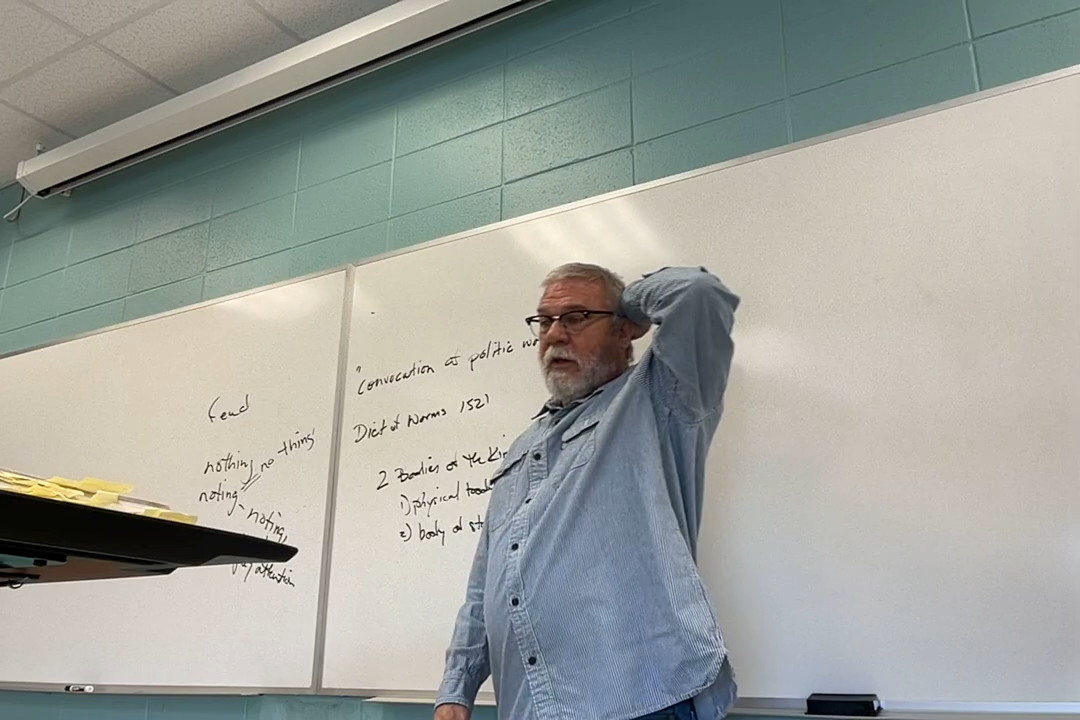 feud
nothing no thing
noting - noting,
pay attention
"Convocation of politic wo
Diet of Worms 1521
2 Bodies of the Kin
1) physical
2) body of st